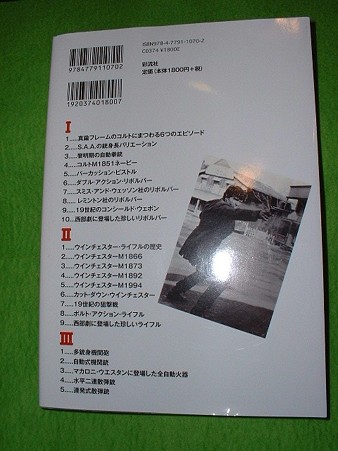 ISBN978-4-7791-1070-2
C0374 ¥1800E
彩流社
定価(本体1800円+税)
9784779110702
1920374018007
I
1.....真鍮フレームのコルトにまつわる6つのエピソード
2.....S.A.A.の銃身長バリエーション
3.....黎明期の自動拳銃
4.....コルトM1851ネービー
5.....パーカッション・ピストル
6.....ダブル・アクション・リボルバー
7.....スミス・アンド・ウェッソン社のリボルバー
8.....レミントン社のリボルバー
9.....19世紀のコンシールド・ウェポン
10....西部劇に登場した珍しいリボルバー
II
1.....ウインチェスター・ライフルの歴史
2.....ウインチェスターM1866
3.....ウインチェスターM1873
4.....ウインチェスターM1892
5.....ウインチェスターM1994
6.....カット・ダウン・ウインチェスター
7.....19世紀の狙撃戦
8.....ボルト・アクション・ライフル
9.....西部劇に登場した珍しいライフル
III
1.....多銃身機関砲
2.....自動式機関銃
3.....マカロニ・ウエスタンに登場した全自動火器
4.....水平二連散弾銃
5.....連発式散弾銃